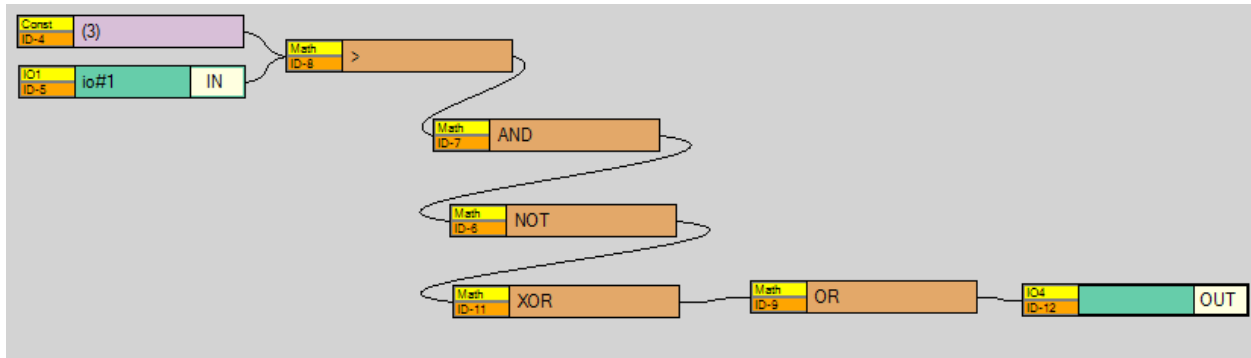 Const
ID-4
(3)
IO1
ID-5
io#1
IN
Math
ID-8
>
Math
ID-7
AND
Math
ID-6
NOT
Math
ID-11
XOR
Math
ID-9
OR
IO4
ID-12
OUT